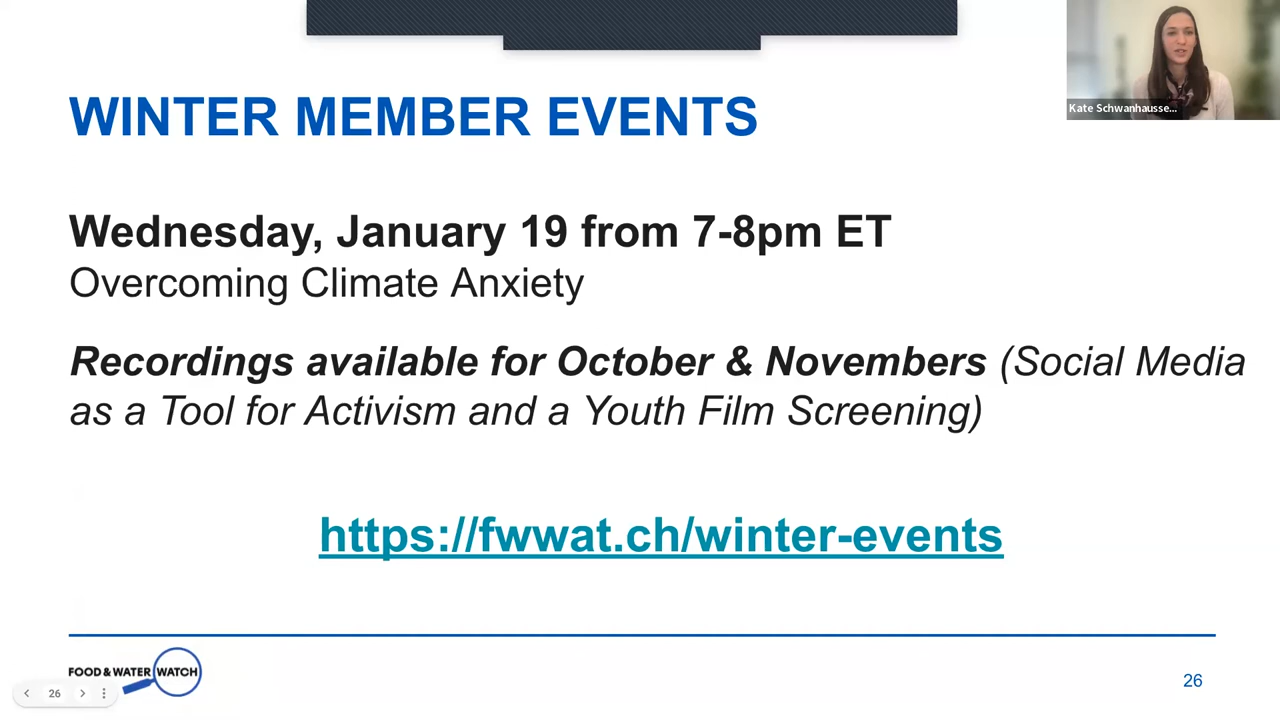 Kate Schwanhausse...
WINTER MEMBER EVENTS
Wednesday, January 19 from 7-8pm ET
Overcoming Climate Anxiety
Recordings available for October & Novembers (Social Media
as a Tool for Activism and a Youth Film Screening)
https://fwwat.ch/winter-events
FOOD & WATER WATCH
26
26